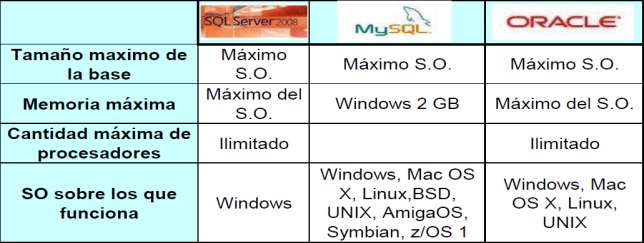 SQL Server 2008
MySQL
ORACLE
Tamaño maximo de
la base
Máximo
S.O.
Máximo S.O.
Máximo S.O.
Memoria máxima
Máximo del
S.O.
Windows 2 GB
Máximo del S.O.
Cantidad máxima de
procesadores
Ilimitado
Ilimitado
SO sobre los que
funciona
Windows
Windows, Mac OS
X, Linux,BSD,
UNIX, AmigaOS,
Symbian, z/OS 1
Windows, Mac
OS X, Linux,
UNIX